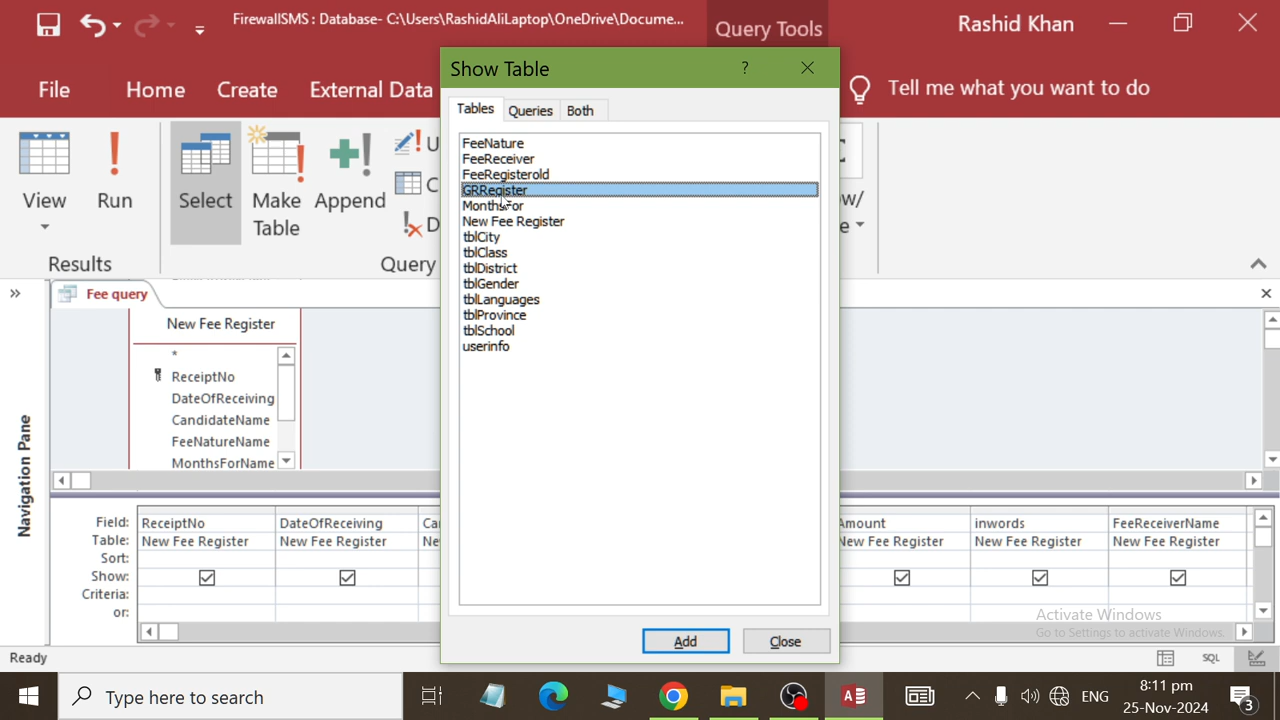 FirewallSMS : Database- C:\Users\RashidAliLaptop\OneDrive\Docume...
Query Tools
Rashid Khan
File
Home
Create
External Data
Tell me what you want to do
Show Table
?
Tables
Queries
Both
FeeNature
FeeReceiver
FeeRegisterold
GRRegister
MonthsFor
New Fee Register
tblCity
tblClass
tblDistrict
tblGender
tblLanguages
tblProvince
tblSchool
userinfo
Add
Close
View
Run
Select
Make
Table
Append
Results
Query
Fee query
Navigation Pane
New Fee Register
*
ReceiptNo
DateOfReceiving
CandidateName
FeeNatureName
MonthsForName
Field:
ReceiptNo
DateOfReceiving
Ca
Amount
inwords
FeeReceiverName
Table:
New Fee Register
New Fee Register
Ne
New Fee Register
New Fee Register
New Fee Register
Sort:
Show:
Criteria:
or:
Activate Windows
Go to Settings to activate Windows.
Ready
SQL
Type here to search
ENG
8:11 pm
25-Nov-2024
3